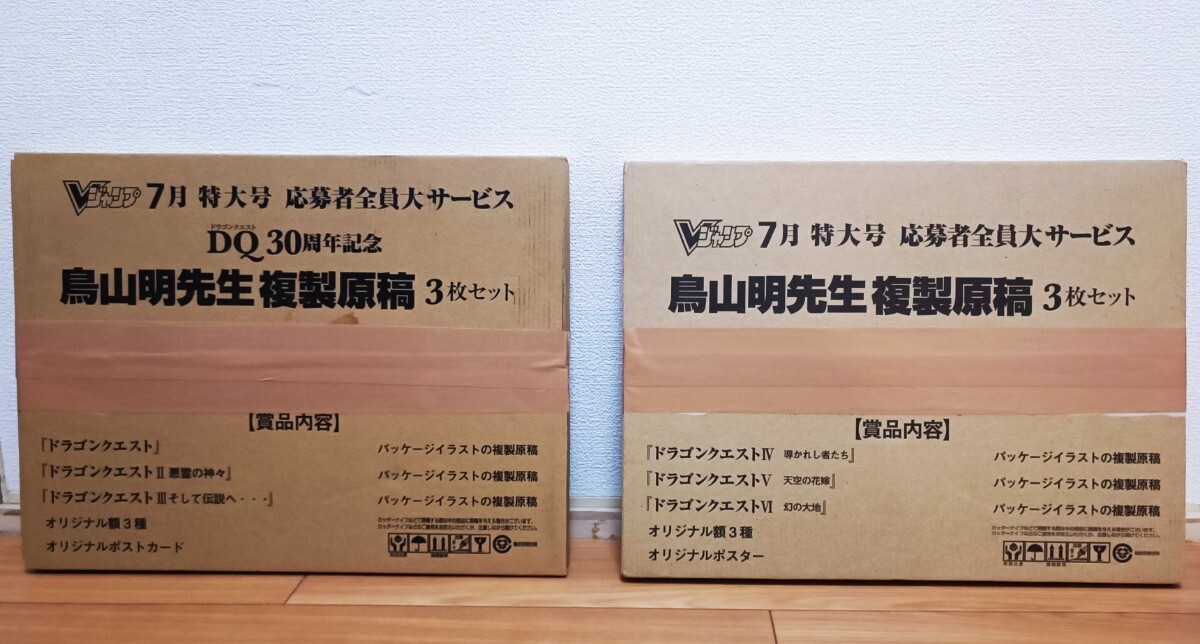 Vジャンプ 7月 特大号 応募者全員大サービス
ドラゴンクエスト
DQ30周年記念
鳥山明先生 複製原稿 3枚セット
【賞品内容】
『ドラゴンクエスト』 パッケージイラストの複製原稿
『ドラゴンクエストⅡ 悪霊の神々』 パッケージイラストの複製原稿
『ドラゴンクエストⅢ そして伝説へ・・・』 パッケージイラストの複製原稿
オリジナル額3種
オリジナルポストカード
Vジャンプ 7月 特大号 応募者全員大サービス
鳥山明先生 複製原稿 3枚セット
【賞品内容】
『ドラゴンクエストⅣ 導かれし者たち』 パッケージイラストの複製原稿
『ドラゴンクエストⅤ 天空の花嫁』 パッケージイラストの複製原稿
『ドラゴンクエストⅥ 幻の大地』 パッケージイラストの複製原稿
オリジナル額3種
オリジナルポスター